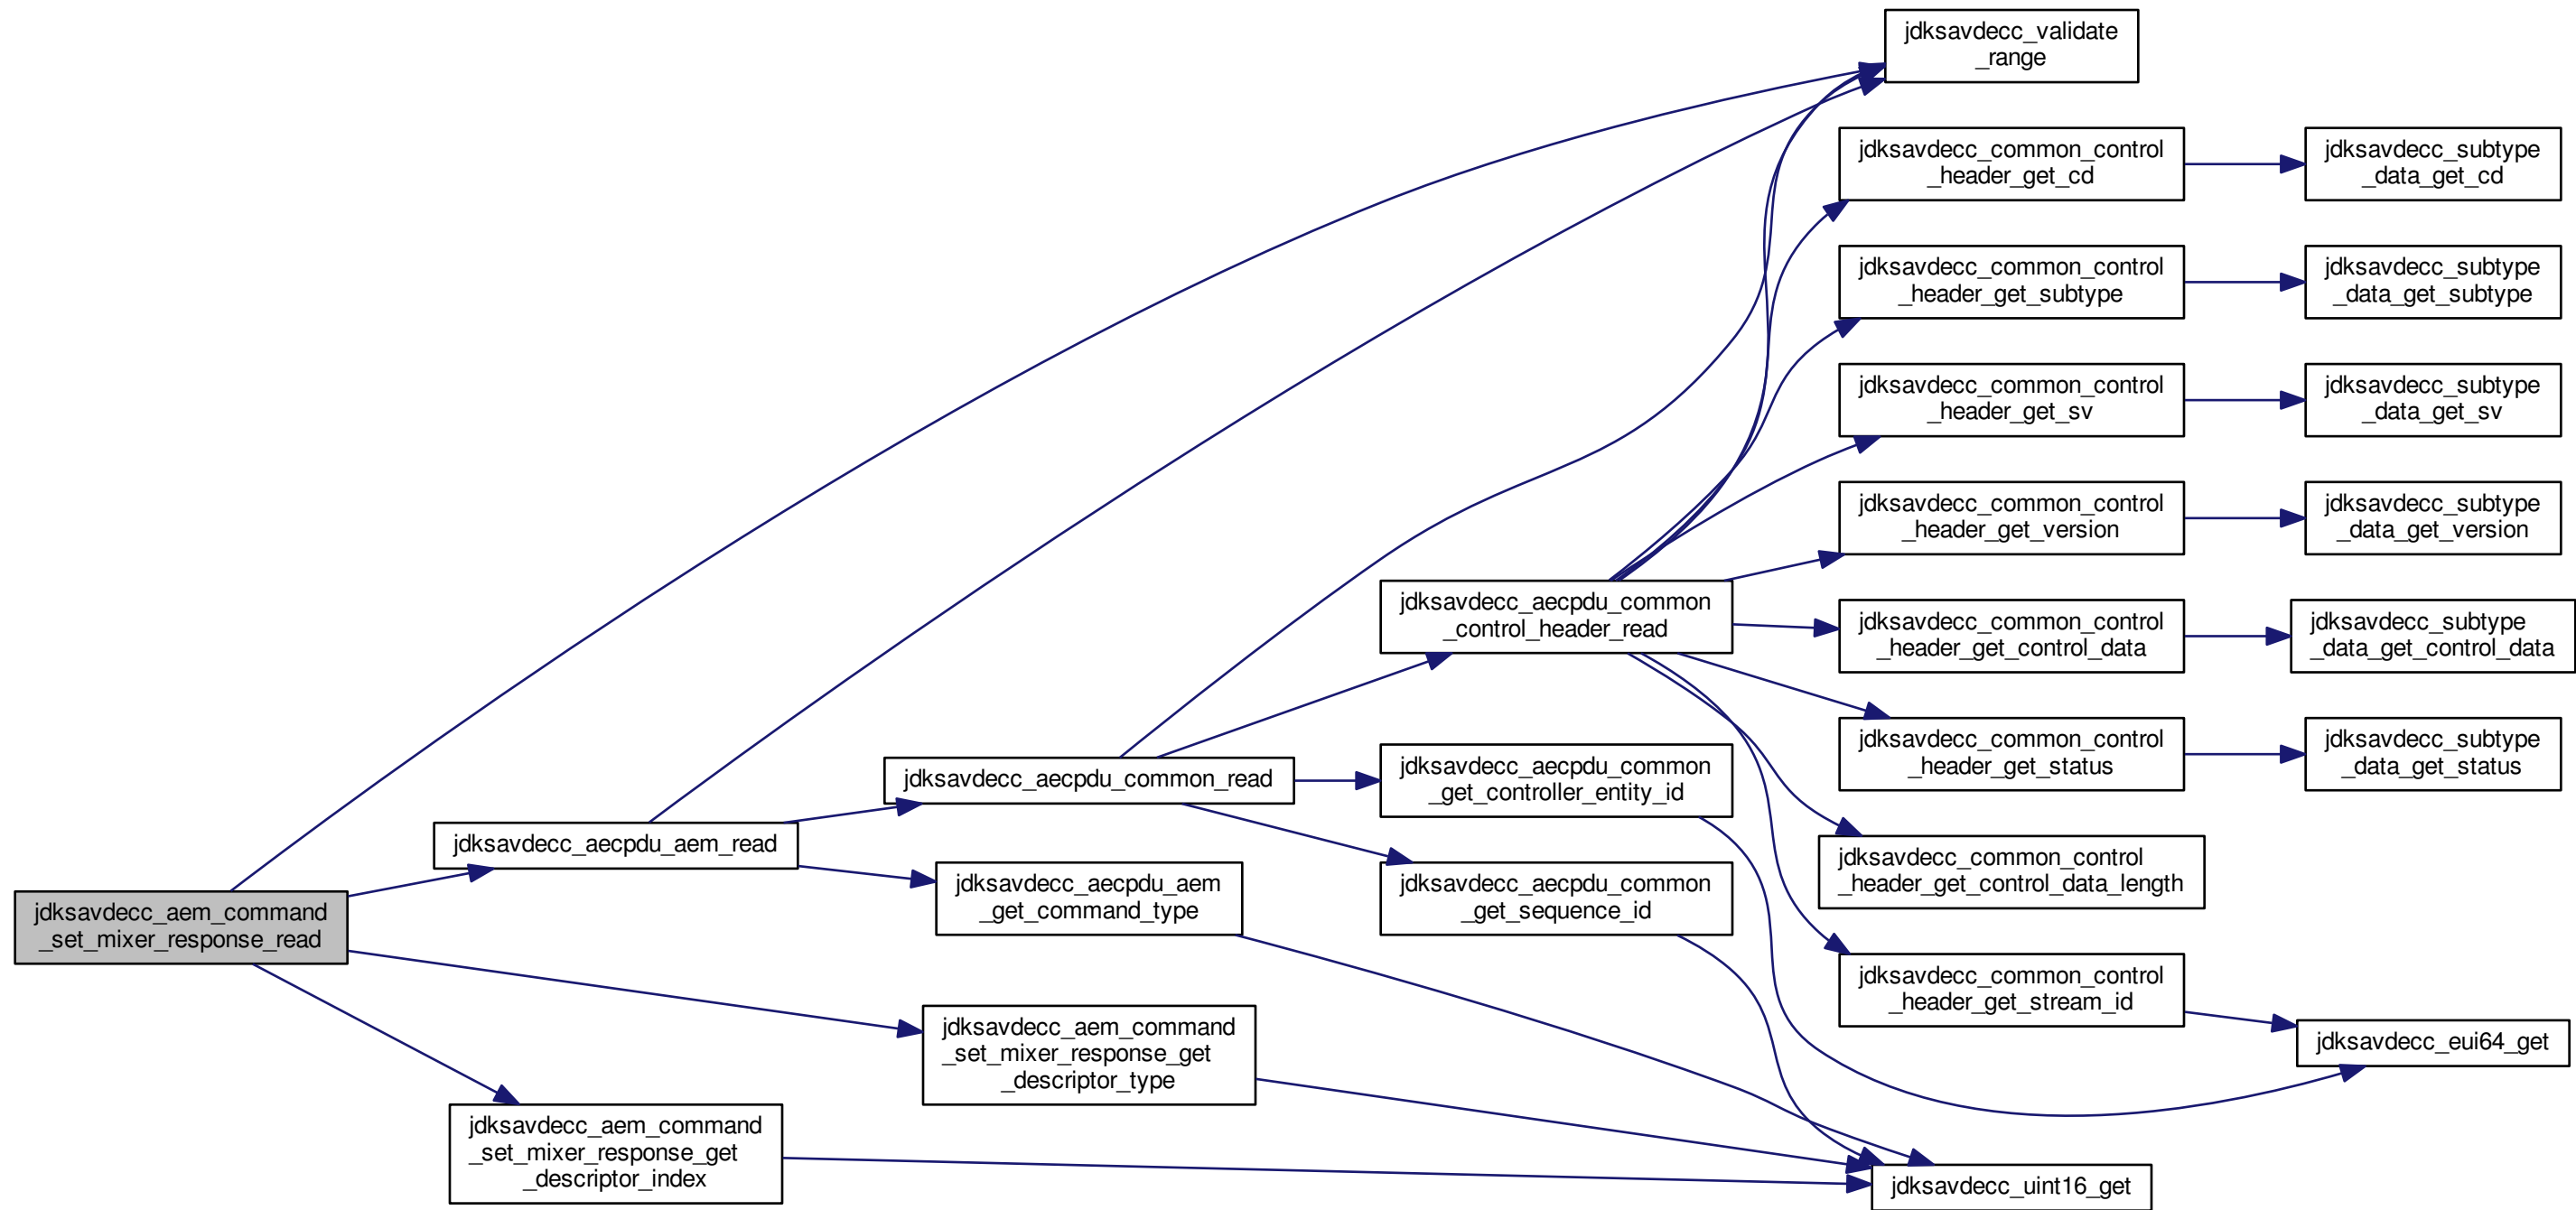 jdksavdecc_validate
_range
jdksavdecc_common_control
_header_get_cd
jdksavdecc_subtype
_data_get_cd
jdksavdecc_common_control
_header_get_subtype
jdksavdecc_subtype
_data_get_subtype
jdksavdecc_common_control
_header_get_sv
jdksavdecc_subtype
_data_get_sv
jdksavdecc_common_control
_header_get_version
jdksavdecc_subtype
_data_get_version
jdksavdecc_aecpdu_common
_control_header_read
jdksavdecc_common_control
_header_get_control_data
jdksavdecc_subtype
_data_get_control_data
jdksavdecc_common_control
_header_get_status
jdksavdecc_subtype
_data_get_status
jdksavdecc_aecpdu_common_read
jdksavdecc_aecpdu_common
_get_controller_entity_id
jdksavdecc_aecpdu_aem_read
jdksavdecc_common_control
_header_get_control_data_length
jdksavdecc_aecpdu_aem
_get_command_type
jdksavdecc_aecpdu_common
_get_sequence_id
jdksavdecc_aem_command
_set_mixer_response_read
jdksavdecc_common_control
_header_get_stream_id
jdksavdecc_aem_command
_set_mixer_response_get
_descriptor_type
jdksavdecc_eui64_get
jdksavdecc_aem_command
_set_mixer_response_get
_descriptor_index
jdksavdecc_uint16_get